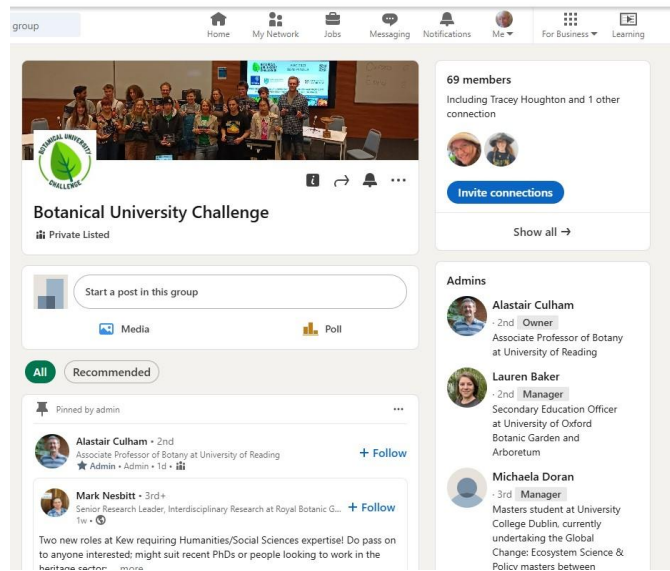 group
Home
My Network
Jobs
Messaging
Notifications
Me
For Business
Learning
BOTANICAL UNIVERSITY
CHALLENGE
Botanical University Challenge
Private Listed
Start a post in this group
Media
Poll
All
Recommended
Pinned by admin
Alastair Culham • 2nd
Associate Professor of Botany at University of Reading
Admin • Admin • 1d •
+ Follow
Mark Nesbitt • 3rd+
Senior Research Leader, Interdisciplinary Research at Royal Botanic G...
1w •
+ Follow
Two new roles at Kew requiring Humanities/Social Sciences expertise! Do pass on
to anyone interested; might suit recent PhDs or people looking to work in the
heritage sector: ...more
69 members
Including Tracey Houghton and 1 other
connection
Invite connections
Show all →
Admins
Alastair Culham
· 2nd Owner
Associate Professor of Botany
at University of Reading
Lauren Baker
· 2nd Manager
Secondary Education Officer
at University of Oxford
Botanic Garden and
Arboretum
Michaela Doran
· 3rd Manager
Masters student at University
College Dublin, currently
undertaking the Global
Change: Ecosystem Science &
Policy masters between